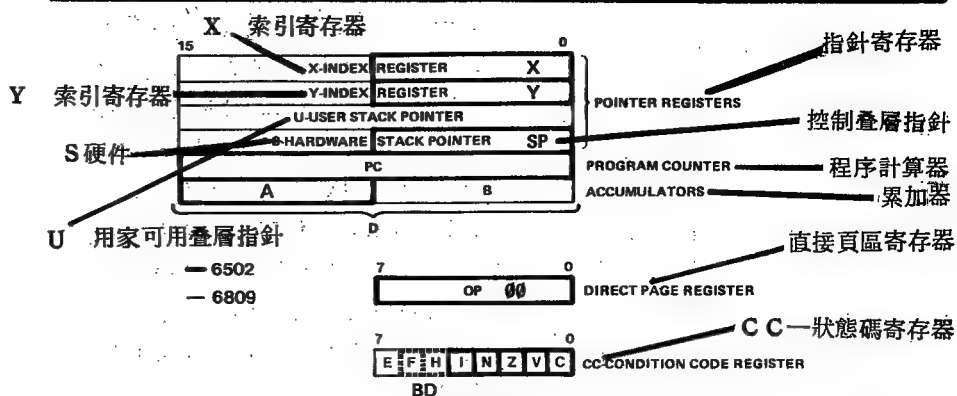 X 索引寄存器
15 0
指針寄存器
X-INDEX REGISTER X
Y 索引寄存器
Y-INDEX REGISTER Y
POINTER REGISTERS
U-USER STACK POINTER
控制叠層指針
S硬件
S-HARDWARE STACK POINTER SP
PC
PROGRAM COUNTER
程序計算器
A B
ACCUMULATORS
累加器
D
U 用家可用叠層指針
直接頁區寄存器
6502
7 0
6809
OP 00
DIRECT PAGE REGISTER
CC—狀態碼寄存器
7 0
E F H I N Z V C
CC-CONDITION CODE REGISTER
BD